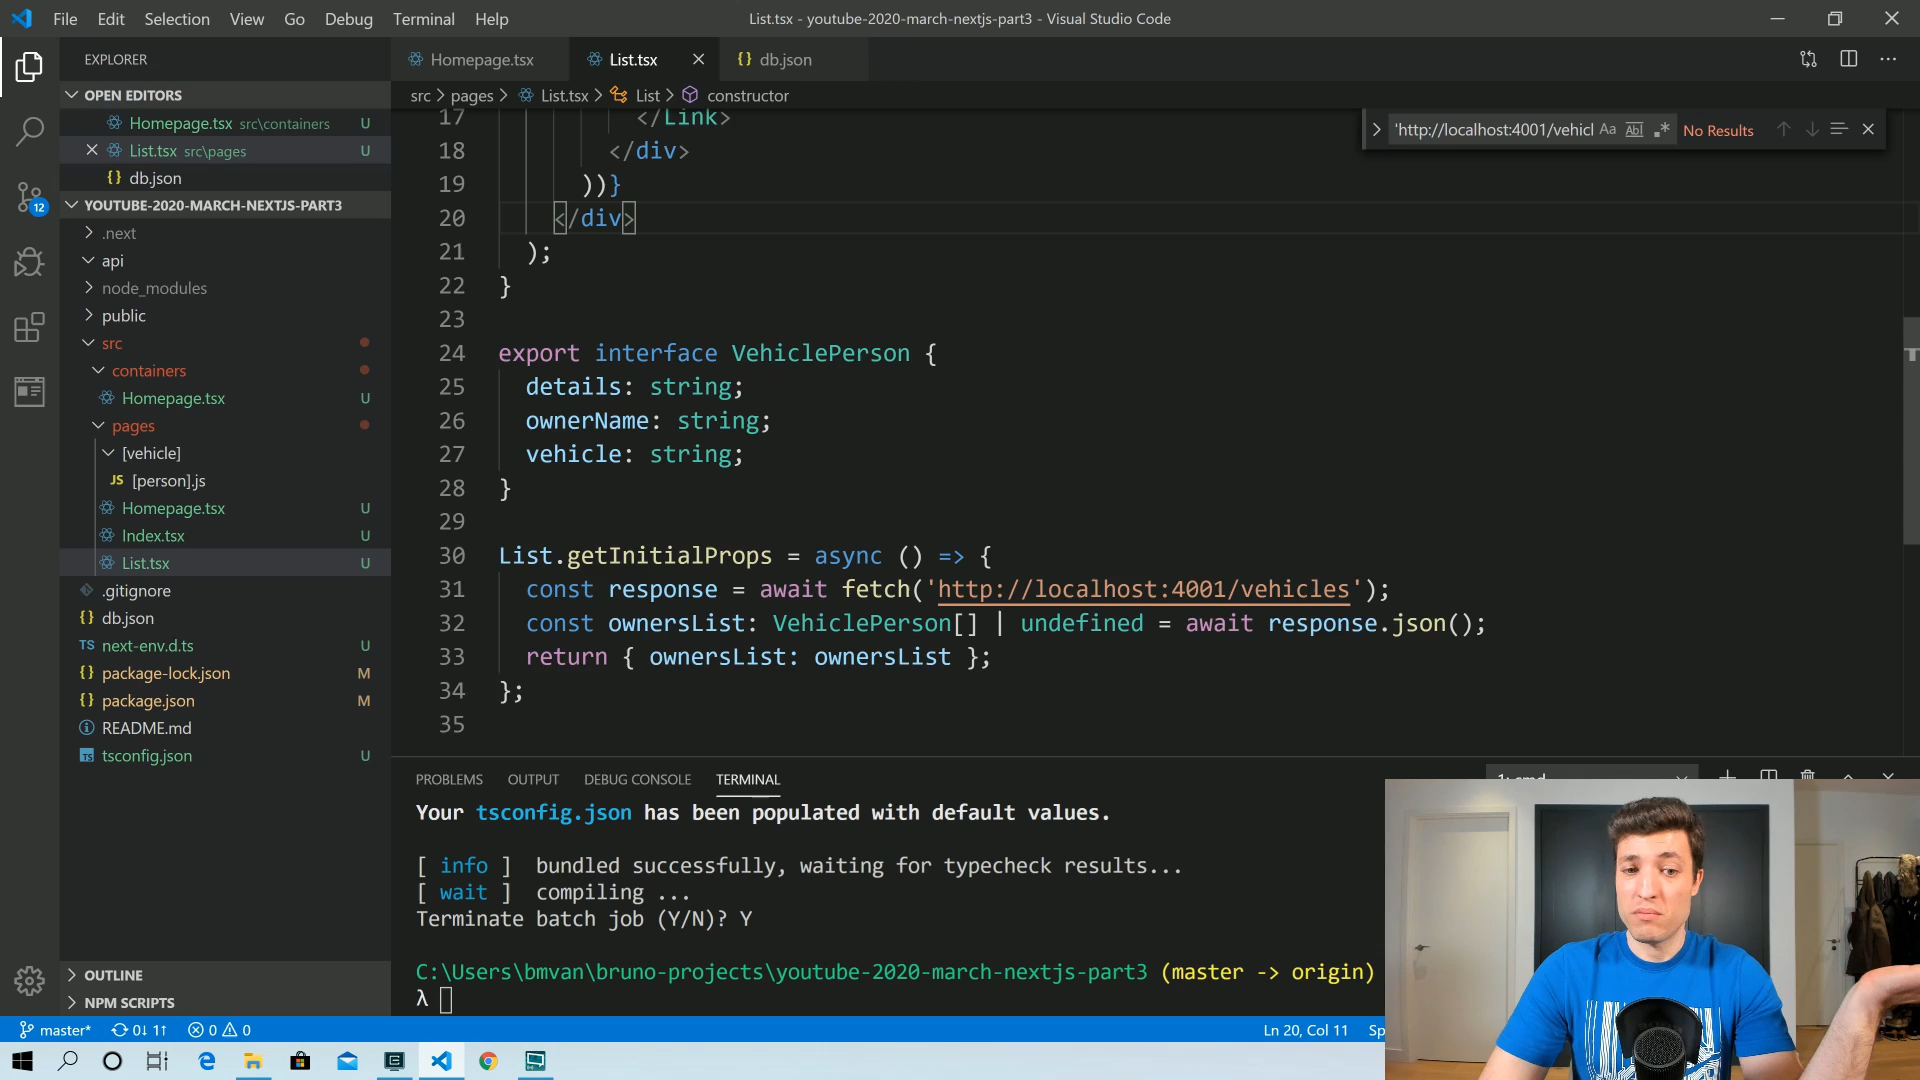 File Edit Selection View Go Debug Terminal Help
List.tsx - youtube-2020-march-nextjs-part3 - Visual Studio Code
EXPLORER
OPEN EDITORS
Homepage.tsx src\containers U
List.tsx src\pages U
db.json
YOUTUBE-2020-MARCH-NEXTJS-PART3
.next
api
node_modules
public
src
containers
Homepage.tsx U
pages
[vehicle]
JS [person].js
Homepage.tsx U
Index.tsx U
List.tsx U
.gitignore
{} db.json
TS next-env.d.ts U
{} package-lock.json M
{} package.json M
README.md
TS tsconfig.json U
OUTLINE
NPM SCRIPTS
12
Homepage.tsx List.tsx {} db.json
src > pages > List.tsx > List > constructor
'http://localhost:4001/vehicl Aa Abl .* No Results
17 </Link>
18 </div>
19 ))}
20 </div>
21 );
22 }
23
24 export interface VehiclePerson {
25 details: string;
26 ownerName: string;
27 vehicle: string;
28 }
29
30 List.getInitialProps = async () => {
31 const response = await fetch('http://localhost:4001/vehicles');
32 const ownersList: VehiclePerson[] | undefined = await response.json();
33 return { ownersList: ownersList };
34 };
35
PROBLEMS OUTPUT DEBUG CONSOLE TERMINAL
1: cmd
Your tsconfig.json has been populated with default values.
[ info ] bundled successfully, waiting for typecheck results...
[ wait ] compiling ...
Terminate batch job (Y/N)? Y
C:\Users\bmvan\bruno-projects\youtube-2020-march-nextjs-part3 (master -> origin)
λ
master* 0↓ 1↑ 0 0
Ln 20, Col 11